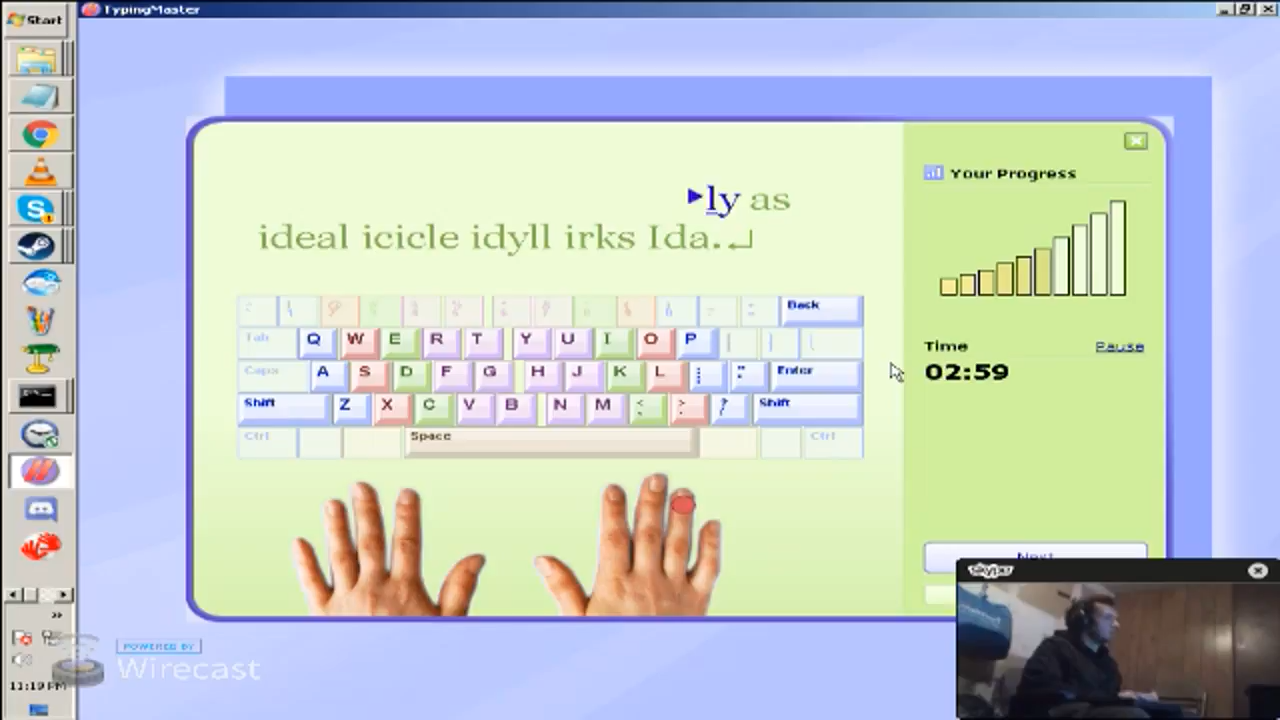 Start
TypingMaster
Your Progress
ly as
ideal icicle idyll irks Ida.
Back
Tab Q W E R T Y U I O P
Caps A S D F G H J K L ; Enter
Shift Z X C V B N M < > ? Shift
Ctrl Space Ctrl
Time Pause
02:59
Next
skype
POWERED BY
Wirecast
11:19 PM